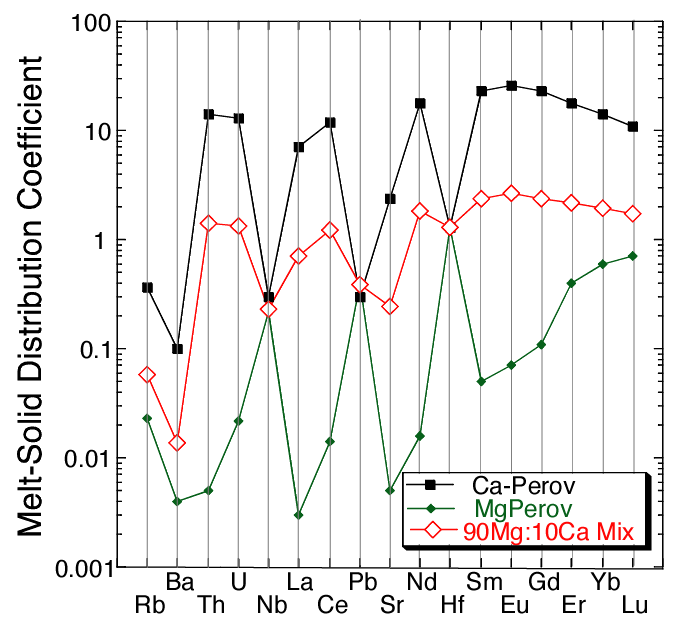 Melt-Solid Distribution Coefficient
100
10
1
0.1
0.01
0.001
Ca-Perov
MgPerov
90Mg:10Ca Mix
Ba U La Pb Nd Sm Gd Yb
Rb Th Nb Ce Sr Hf Eu Er Lu